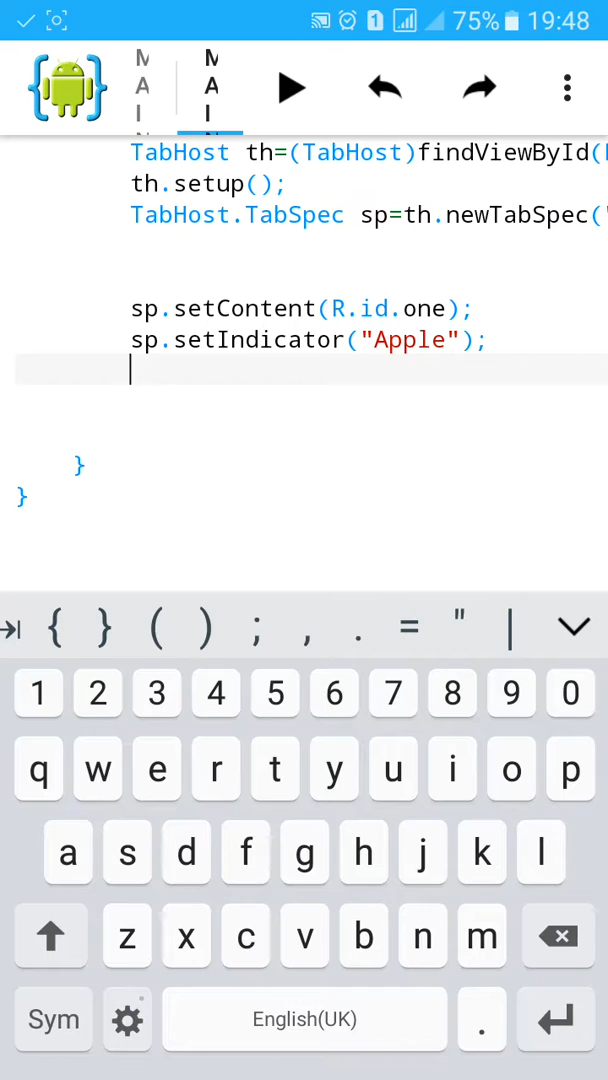 1 75% 19:48
M
A
I
N
M
A
I
N
TabHost th=(TabHost)findViewById(
th.setup();
TabHost.TabSpec sp=th.newTabSpec("
sp.setContent(R.id.one);
sp.setIndicator("Apple");
}
}
{ } ( ) ; , . = " |
1 2 3 4 5 6 7 8 9 0
q w e r t y u i o p
a s d f g h j k l
z x c v b n m
Sym English(UK) .